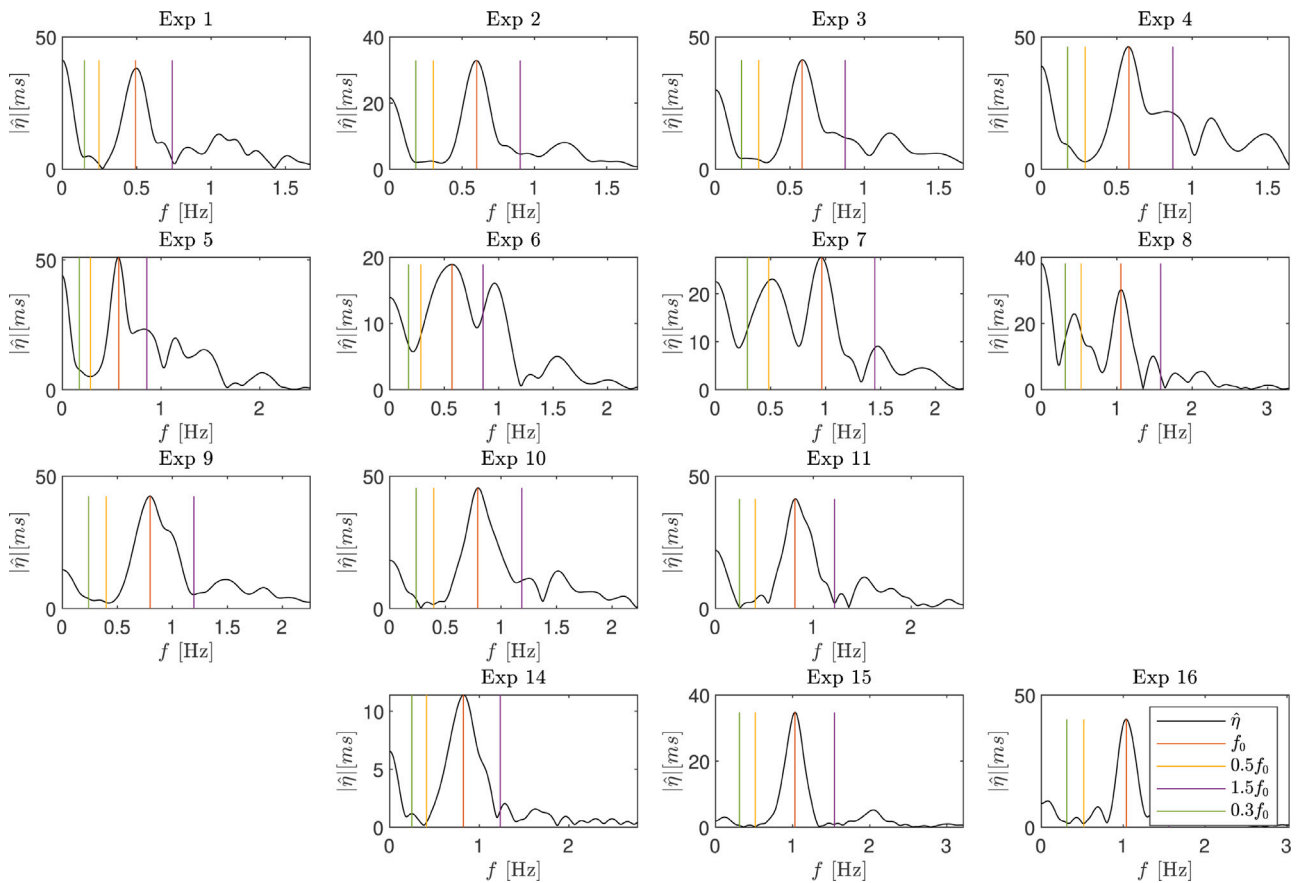 Exp 1
Exp 2
Exp 3
Exp 4
50
0
|η̂|[ms]
0 0.5 1 1.5
f [Hz]
40
20
0
|η̂|[ms]
0 0.5 1 1.5
f [Hz]
50
0
|η̂|[ms]
0 0.5 1 1.5
f [Hz]
50
0
|η̂|[ms]
0 0.5 1 1.5
f [Hz]
Exp 5
Exp 6
Exp 7
Exp 8
50
0
|η̂|[ms]
0 1 2
f [Hz]
20
10
0
|η̂|[ms]
0 0.5 1 1.5 2
f [Hz]
20
10
0
|η̂|[ms]
0 0.5 1 1.5 2
f [Hz]
40
20
0
|η̂|[ms]
0 1 2 3
f [Hz]
Exp 9
Exp 10
Exp 11
50
0
|η̂|[ms]
0 0.5 1 1.5 2
f [Hz]
50
0
|η̂|[ms]
0 0.5 1 1.5 2
f [Hz]
50
0
|η̂|[ms]
0 1 2
f [Hz]
Exp 14
Exp 15
Exp 16
10
5
0
|η̂|[ms]
0 1 2
f [Hz]
40
20
0
|η̂|[ms]
0 1 2 3
f [Hz]
50
0
|η̂|[ms]
0 1 2 3
f [Hz]
η̂
f₀
0.5f₀
1.5f₀
0.3f₀